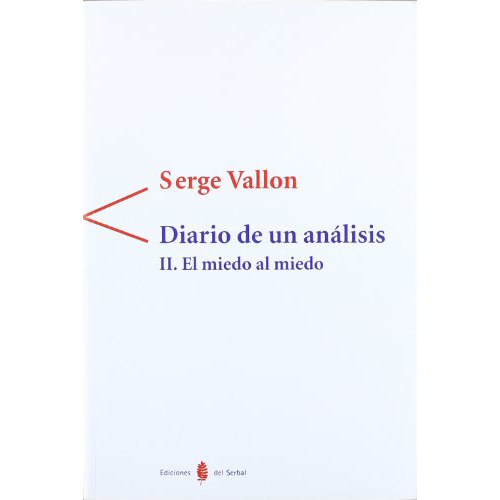 Serge Vallon
Diario de un análisis
II. El miedo al miedo
Ediciones del Serbal